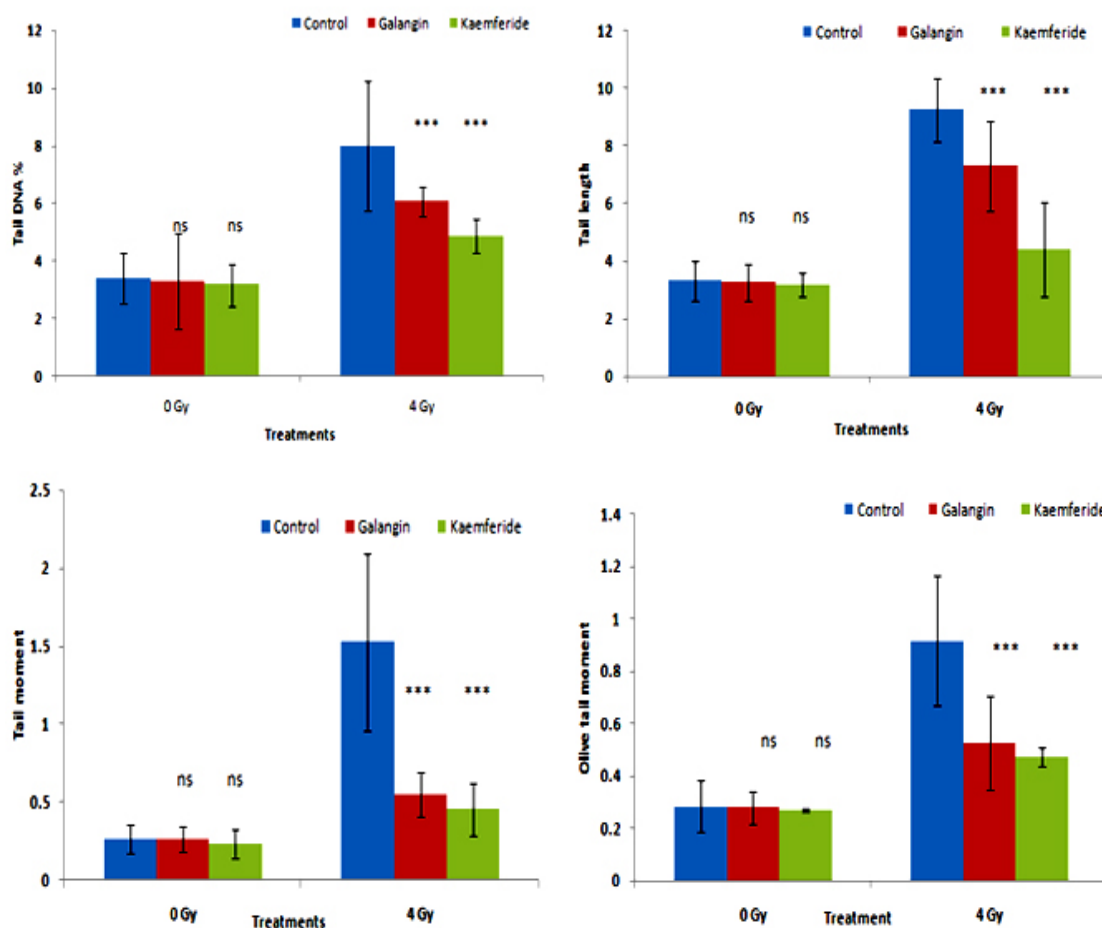 Control Galangin Kaemferide
Tail DNA %
12
10
8
6
4
2
0
ns ns
*** ***
0 Gy 4 Gy
Treatments
Control Galangin Kaemferide
Tail length
12
10
8
6
4
2
0
ns ns
*** ***
0 Gy 4 Gy
Treatments
Control Galangin Kaemferide
Tail moment
2.5
2
1.5
1
0.5
0
ns ns
*** ***
0 Gy 4 Gy
Treatments
Control Galangin Kaemferide
Olive tail moment
1.4
1.2
1
0.8
0.6
0.4
0.2
0
ns ns
*** ***
0 Gy 4 Gy
Treatment